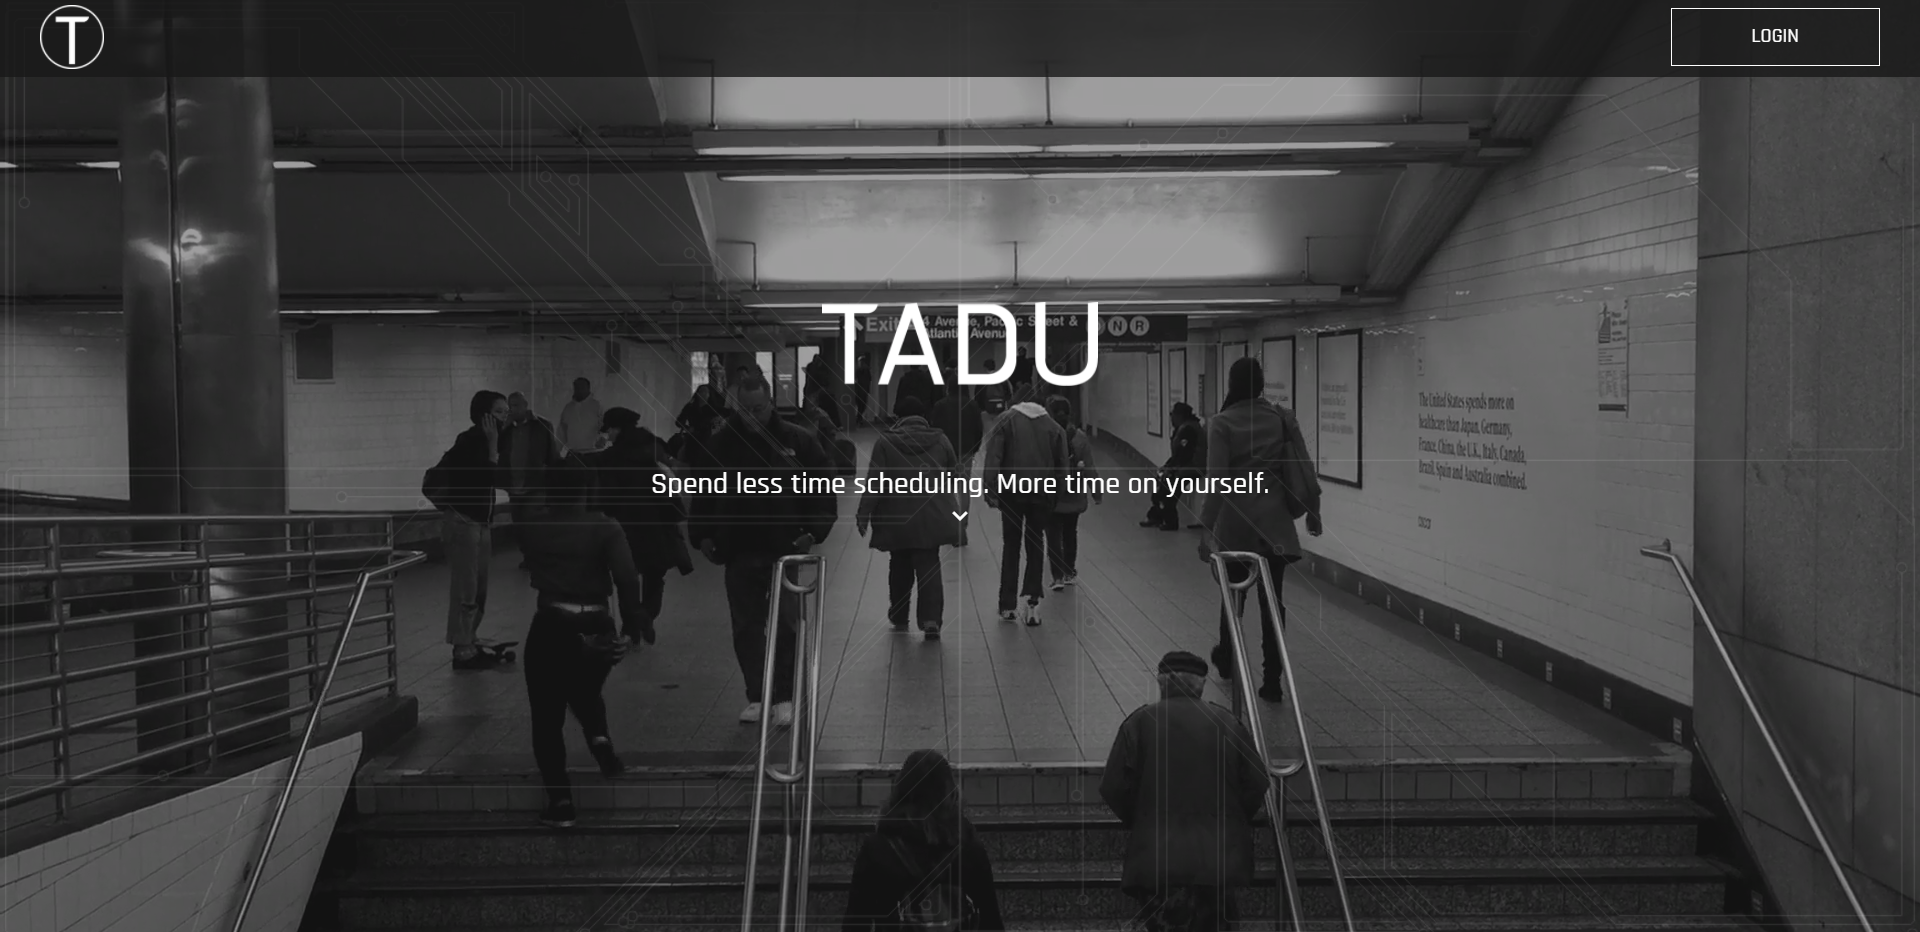 T
LOGIN
TADU
Exit
4 Avenue, Pacific Street &
Atlantic Avenue
N R
Spend less time scheduling. More time on yourself.
The United States spends more on
healthcare than Japan, Germany,
France, China, the U.K., Italy, Canada,
Brazil, Spain and Australia combined.